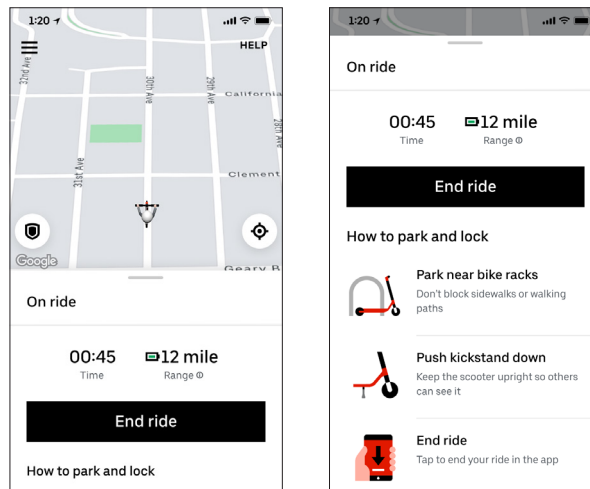 1:20
HELP
32nd Ave
30th Ave
29th Ave
California
28th Ave
31st Ave
Clement
Google
Geary B
On ride
00:45
12 mile
Time
Range
End ride
How to park and lock
1:20
On ride
00:45
12 mile
Time
Range
End ride
How to park and lock
Park near bike racks
Don't block sidewalks or walking
paths
Push kickstand down
Keep the scooter upright so others
can see it
End ride
Tap to end your ride in the app